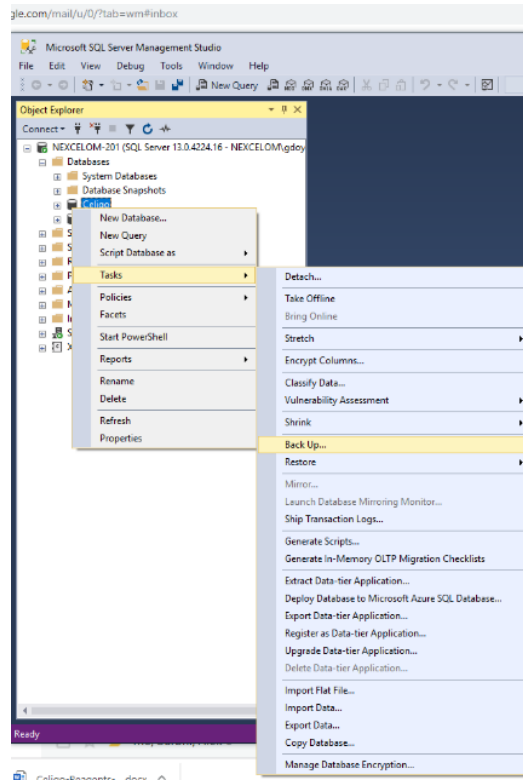 gle.com/mail/u/0/?tab=wm#inbox
Microsoft SQL Server Management Studio
File Edit View Debug Tools Window Help
New Query
Object Explorer
Connect
NEXCELOM-201 (SQL Server 13.0.4224.16 - NEXCELOM\gdoy
Databases
System Databases
Database Snapshots
Celigo
New Database...
New Query
Script Database as
Tasks
Policies
Facets
Start PowerShell
Reports
Rename
Delete
Refresh
Properties
Detach...
Take Offline
Bring Online
Stretch
Encrypt Columns...
Classify Data...
Vulnerability Assessment
Shrink
Back Up...
Restore
Mirror...
Launch Database Mirroring Monitor...
Ship Transaction Logs...
Generate Scripts...
Generate In-Memory OLTP Migration Checklists
Extract Data-tier Application...
Deploy Database to Microsoft Azure SQL Database...
Export Data-tier Application...
Register as Data-tier Application...
Upgrade Data-tier Application...
Delete Data-tier Application...
Import Flat File...
Import Data...
Export Data...
Copy Database...
Manage Database Encryption...
Ready